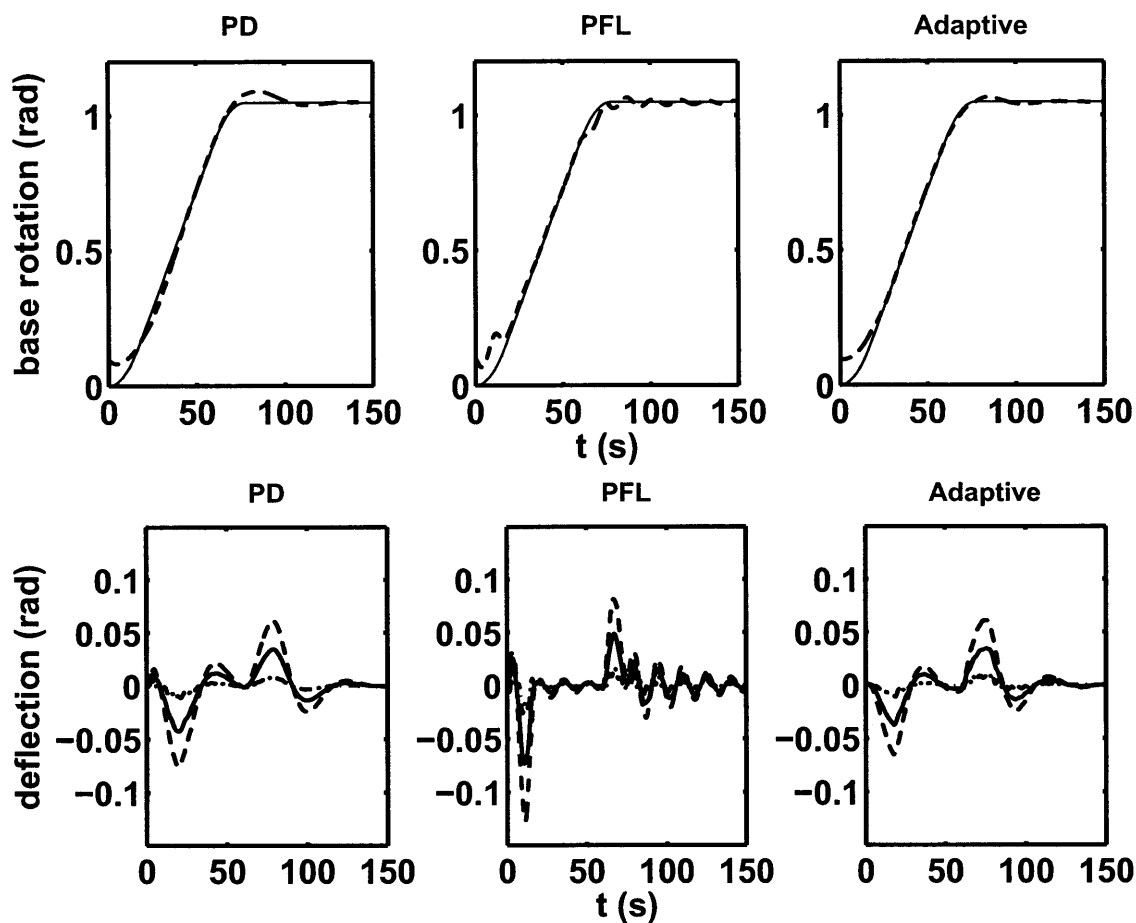 PD PFL Adaptive
base rotation (rad)
1 1 1
0.5 0.5 0.5
0 0 0
0 50 100 150 0 50 100 150 0 50 100 150
t (s)
PD PFL Adaptive
deflection (rad)
0.1 0.1 0.1
0.05 0.05 0.05
0 0 0
−0.05 −0.05 −0.05
−0.1 −0.1 −0.1
0 50 100 150 0 50 100 150 0 50 100 150
t (s)